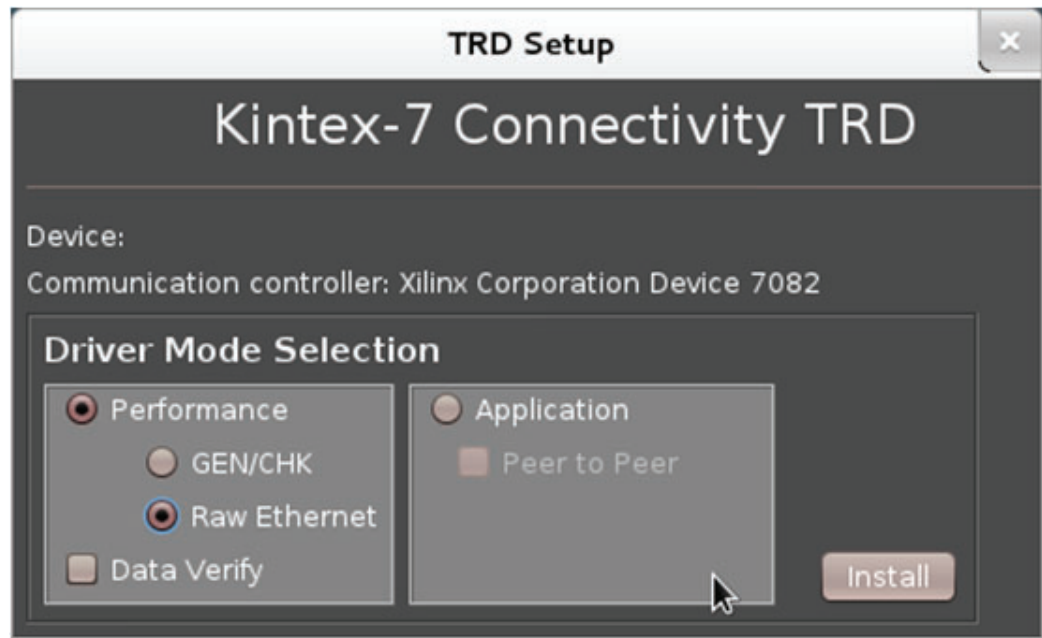 TRD Setup
Kintex-7 Connectivity TRD
Device:
Communication controller: Xilinx Corporation Device 7082
Driver Mode Selection
Performance
GEN/CHK
Raw Ethernet
Data Verify
Application
Peer to Peer
Install